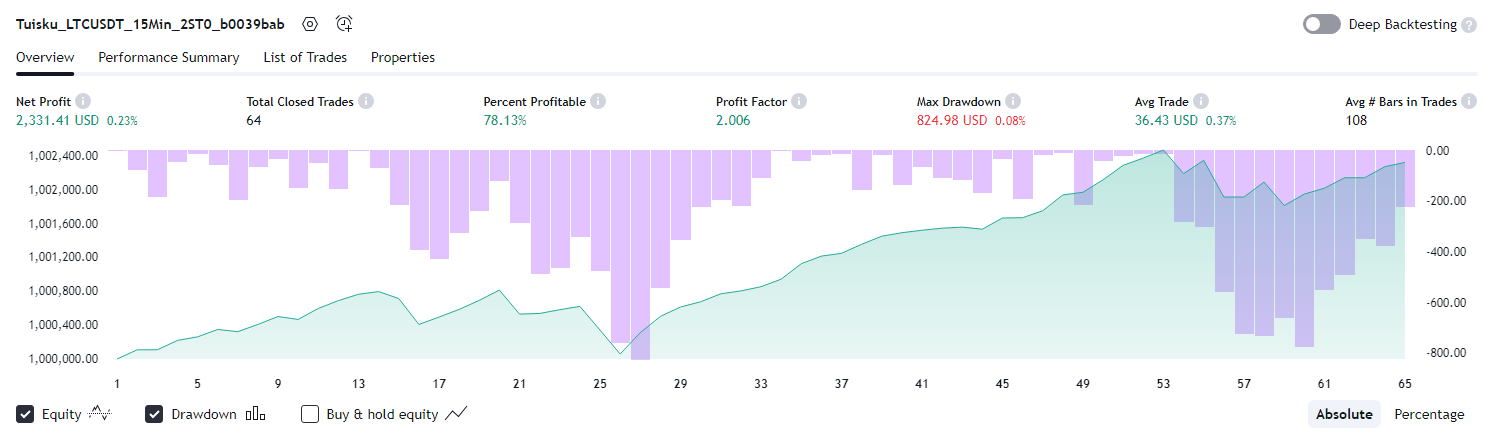 Tuisku_LTCUSDT_15Min_2ST0_b0039bab
Deep Backtesting ?
Overview Performance Summary List of Trades Properties
Net Profit Total Closed Trades Percent Profitable Profit Factor Max Drawdown Avg Trade Avg # Bars in Trades
2,331.41 USD 0.23% 64 78.13% 2.006 824.98 USD 0.08% 36.43 USD 0.37% 108
1,002,400.00 0.00
1,002,000.00 -200.00
1,001,600.00
1,001,200.00 -400.00
1,000,800.00 -600.00
1,000,400.00
1,000,000.00 -800.00
1 5 9 13 17 21 25 29 33 37 41 45 49 53 57 61 65
Equity Drawdown Buy & hold equity Absolute Percentage